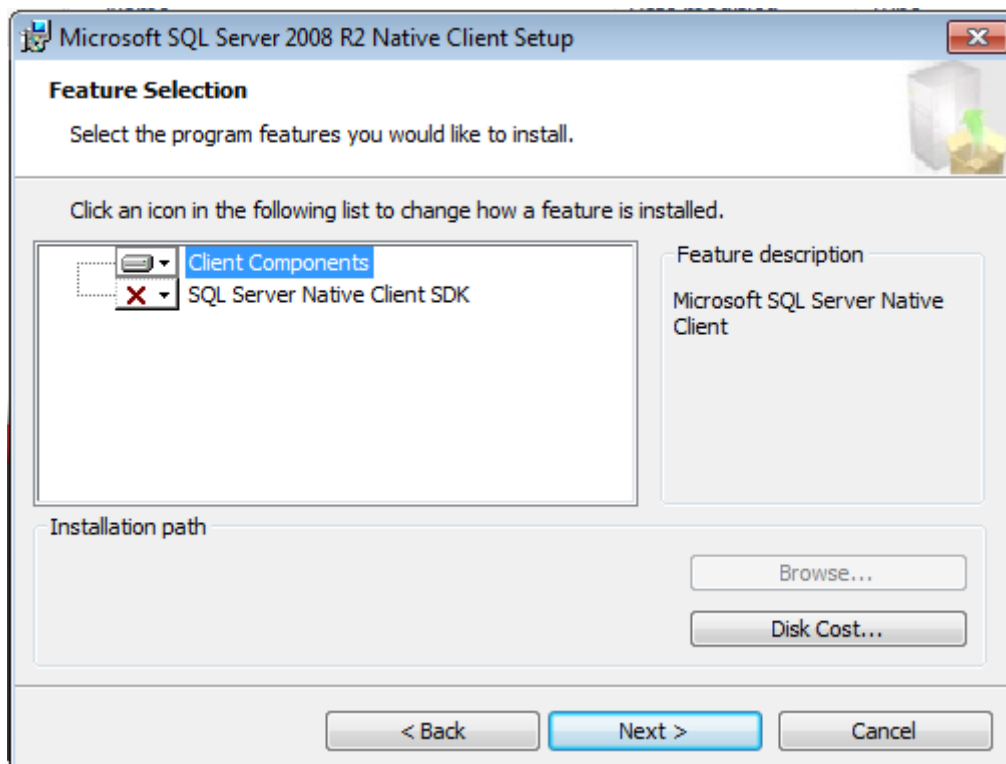 Microsoft SQL Server 2008 R2 Native Client Setup
Feature Selection
Select the program features you would like to install.
Click an icon in the following list to change how a feature is installed.
Client Components
SQL Server Native Client SDK
Feature description
Microsoft SQL Server Native
Client
Installation path
Browse...
Disk Cost...
< Back
Next >
Cancel